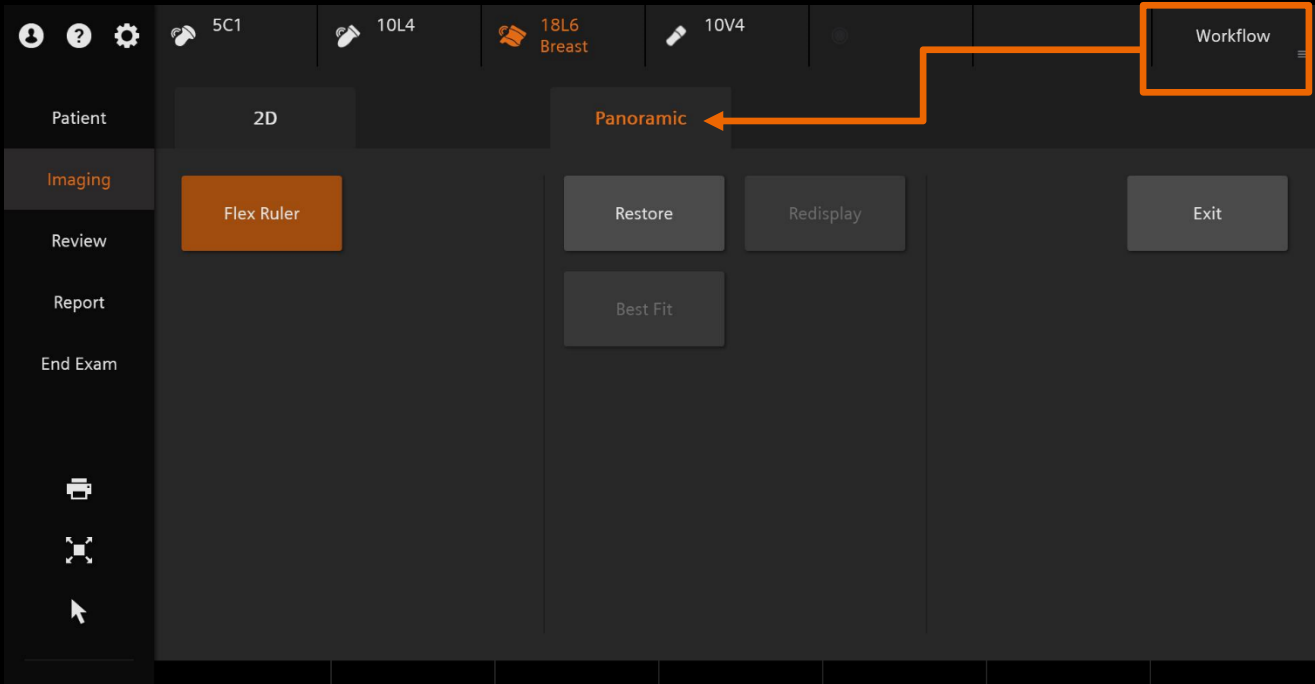 5C1
10L4
18L6
Breast
10V4
Workflow
Patient
2D
Panoramic
Imaging
Flex Ruler
Restore
Redisplay
Exit
Review
Report
Best Fit
End Exam